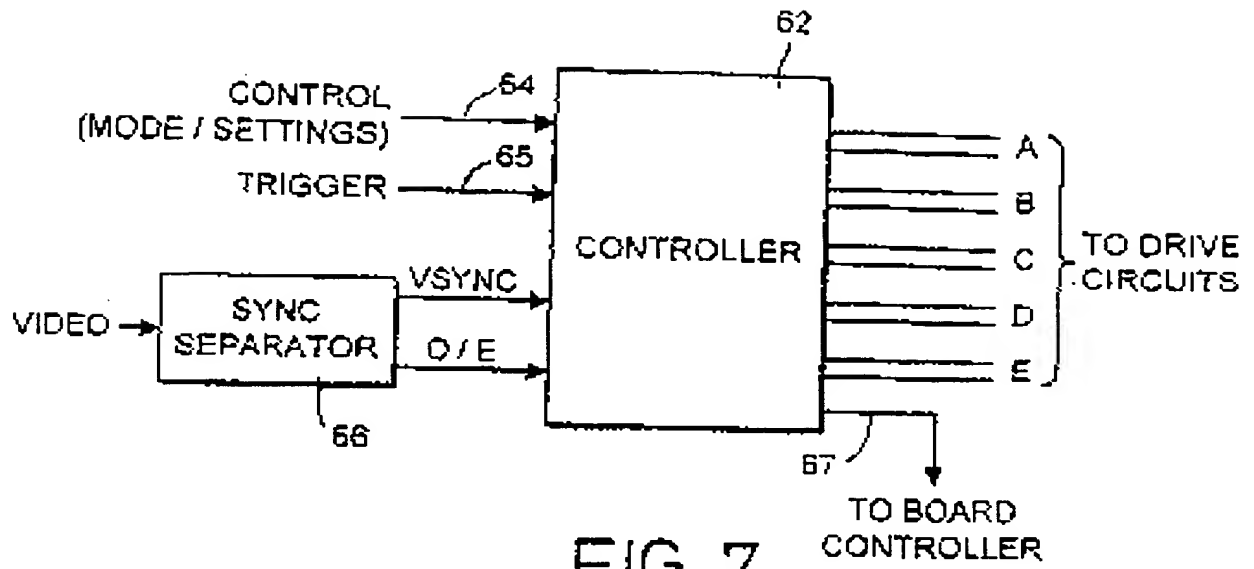 62
CONTROL
(MODE / SETTINGS)
64
TRIGGER
65
CONTROLLER
VIDEO
SYNC
SEPARATOR
66
VSYNC
O / E
A
B
C
D
E
TO DRIVE
CIRCUITS
67
TO BOARD
CONTROLLER
FIG. 7